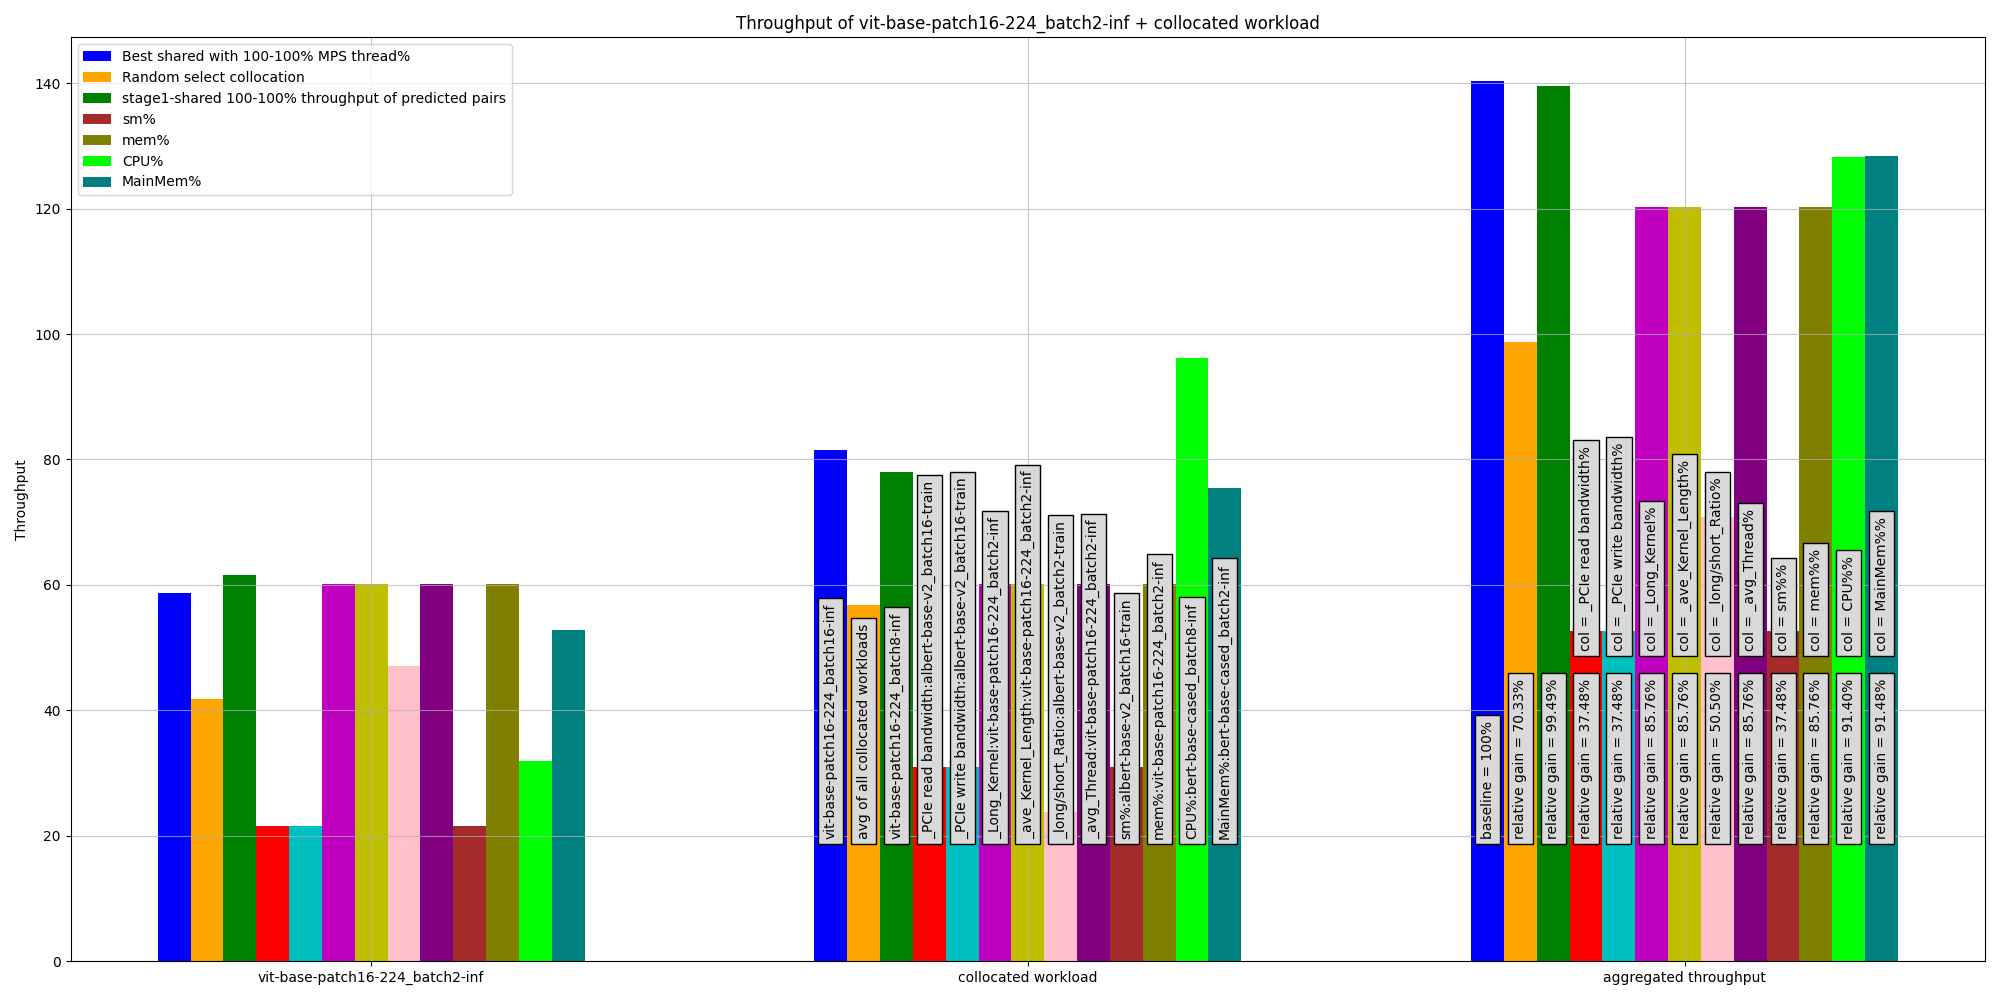 Throughput of vit-base-patch16-224_batch2-inf + collocated workload
Best shared with 100-100% MPS thread%
Random select collocation
stage1-shared 100-100% throughput of predicted pairs
sm%
mem%
CPU%
MainMem%
Throughput
140
120
100
80
60
40
20
0
vit-base-patch16-224_batch16-inf
avg of all collocated workloads
vit-base-patch16-224_batch8-inf
_PCIe read bandwidth:albert-base-v2_batch16-train
_PCIe write bandwidth:albert-base-v2_batch16-train
_Long_Kernel:vit-base-patch16-224_batch2-inf
_ave_Kernel_Length:vit-base-patch16-224_batch2-inf
_long/short_Ratio:albert-base-v2_batch2-train
_avg_Thread:vit-base-patch16-224_batch2-inf
sm%:albert-base-v2_batch16-train
mem%:vit-base-patch16-224_batch2-inf
CPU%:bert-base-cased_batch8-inf
MainMem%:bert-base-cased_batch2-inf
col = _PCIe read bandwidth%
col = _PCIe write bandwidth%
col = _Long_Kernel%
col = _ave_Kernel_Length%
col = _long/short_Ratio%
col = _avg_Thread%
col = sm%%
col = mem%%
col = CPU%%
col = MainMem%%
baseline = 100%
relative gain = 70.33%
relative gain = 99.49%
relative gain = 37.48%
relative gain = 37.48%
relative gain = 85.76%
relative gain = 85.76%
relative gain = 50.50%
relative gain = 85.76%
relative gain = 37.48%
relative gain = 85.76%
relative gain = 91.40%
relative gain = 91.48%
vit-base-patch16-224_batch2-inf
collocated workload
aggregated throughput